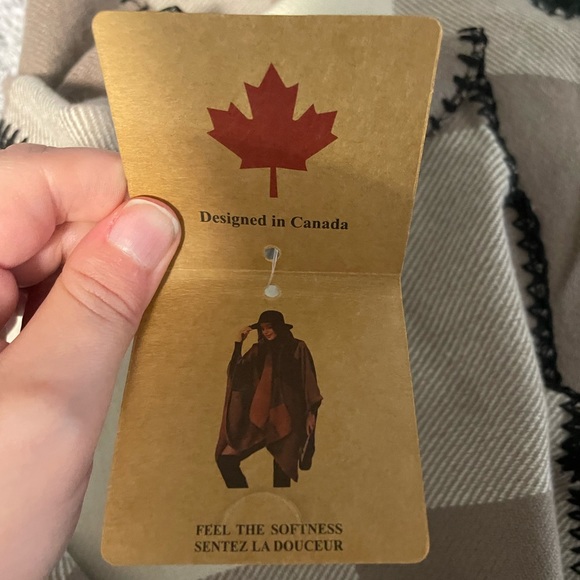 Designed in Canada
FEEL THE SOFTNESS
SENTEZ LA DOUCEUR